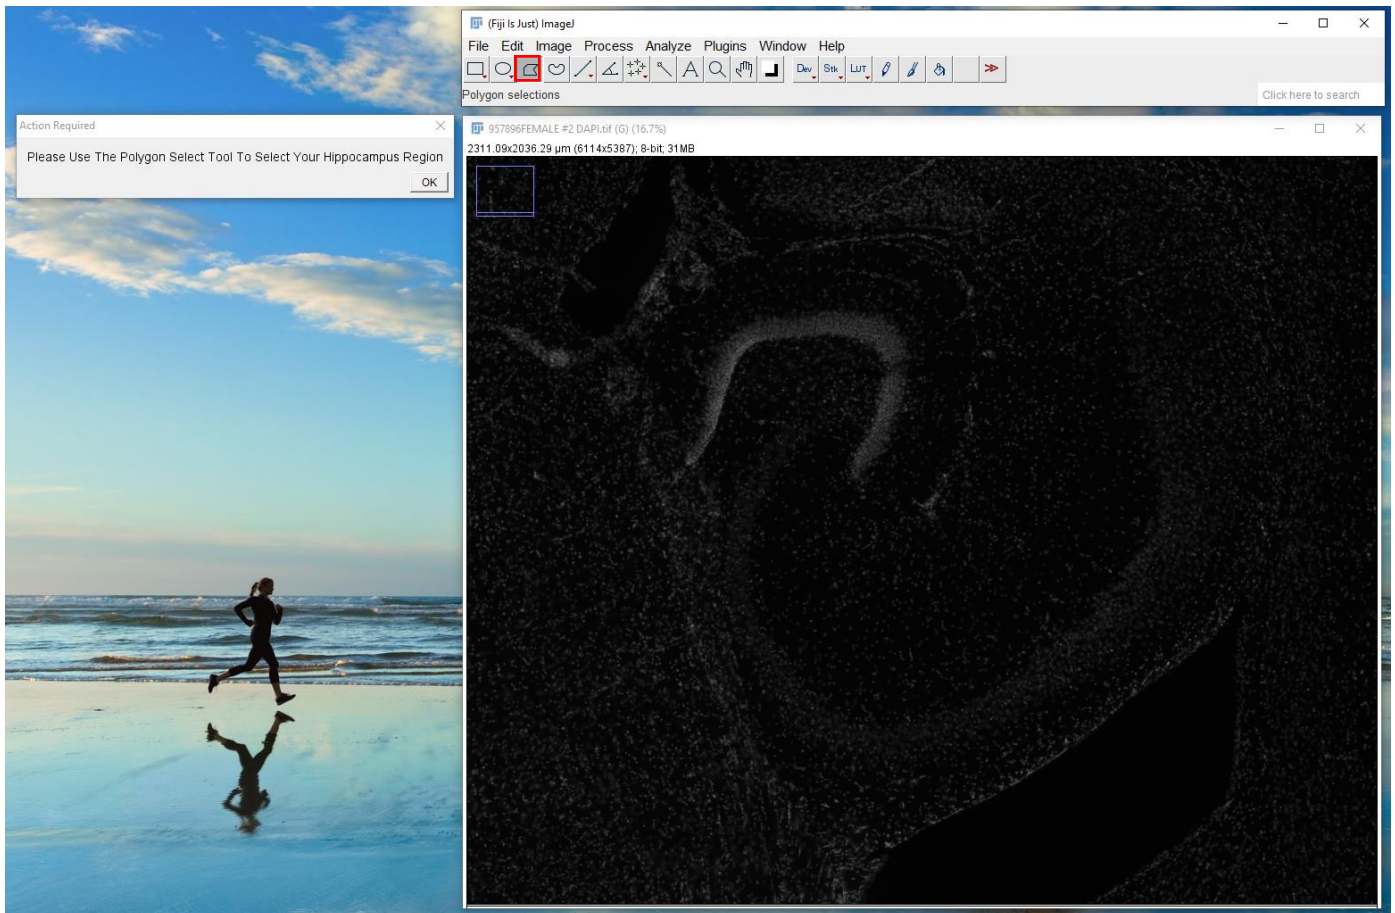 (Fiji Is Just) ImageJ
File Edit Image Process Analyze Plugins Window Help
Dev Stk LUT
Polygon selections
Click here to search
Action Required
Please Use The Polygon Select Tool To Select Your Hippocampus Region
OK
957896FEMALE #2 DAPI.tif (G) (16.7%)
2311.09x2036.29 µm (6114x5387); 8-bit; 31MB